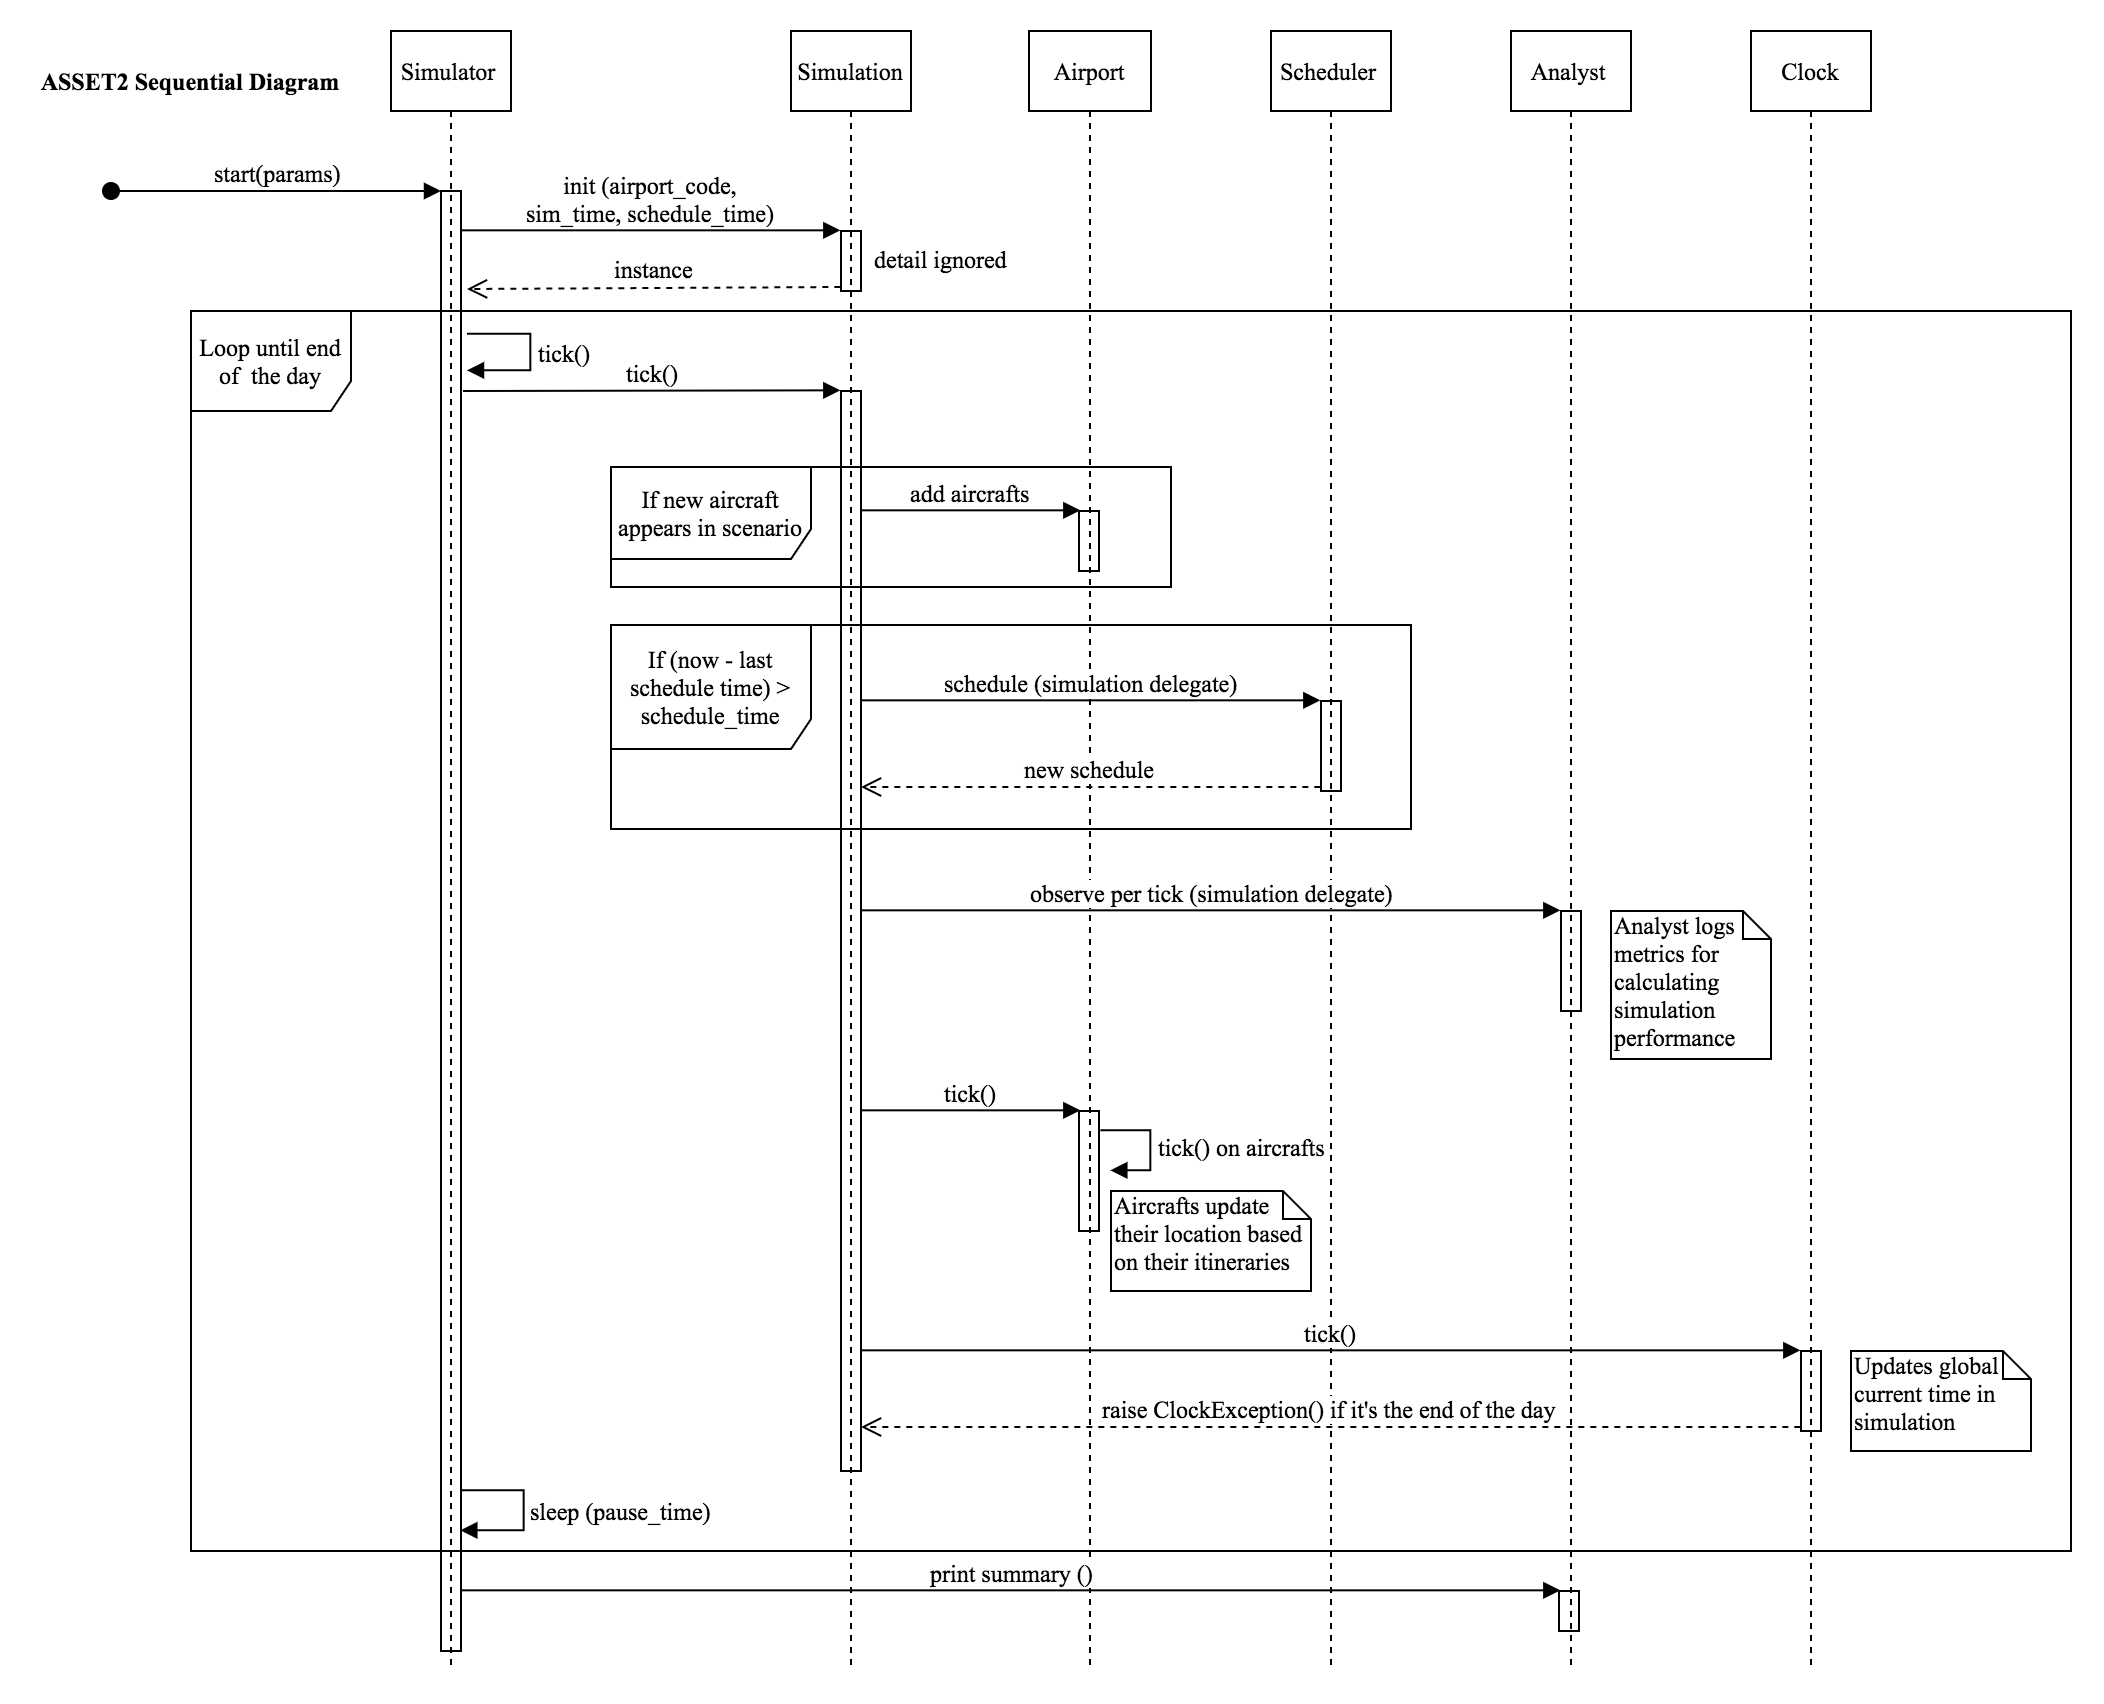 ASSET2 Sequential Diagram
Simulator
Simulation
Airport
Scheduler
Analyst
Clock
start(params)
init (airport_code,
sim_time, schedule_time)
detail ignored
instance
Loop until end
of  the day
tick()
tick()
If new aircraft
appears in scenario
add aircrafts
If (now - last
schedule time) >
schedule_time
schedule (simulation delegate)
new schedule
observe per tick (simulation delegate)
Analyst logs
metrics for
calculating
simulation
performance
tick()
tick() on aircrafts
Aircrafts update
their location based
on their itineraries
tick()
Updates global
current time in
simulation
raise ClockException() if it's the end of the day
sleep (pause_time)
print summary ()